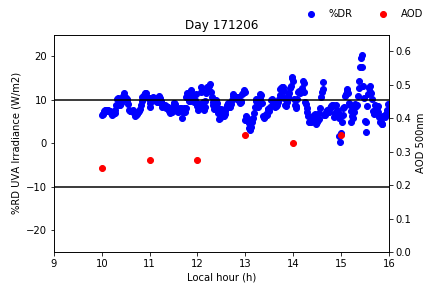 %DR AOD
Day 171206
%RD UVA Irradiance (W/m2)
20
10
0
−10
−20
0.6
0.5
0.4
0.3
0.2
0.1
0.0
AOD 500nm
9 10 11 12 13 14 15 16
Local hour (h)